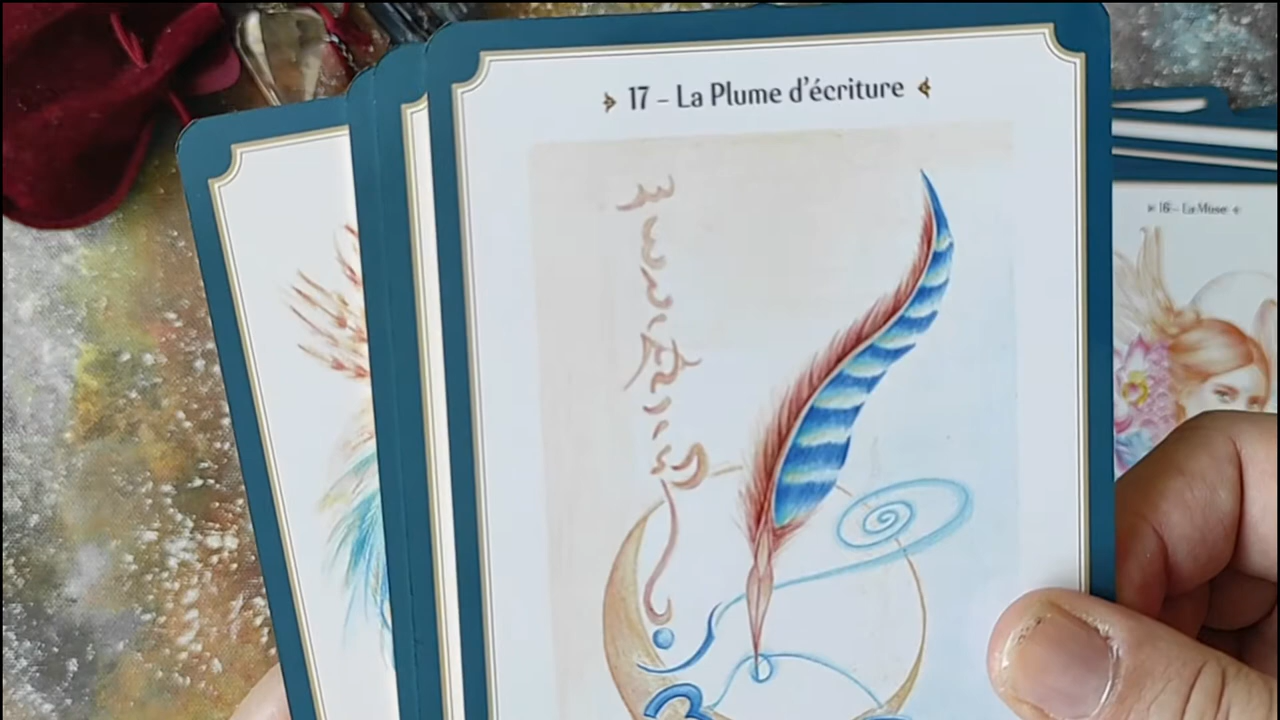 17 – La Plume d'écriture
16 – La Muse